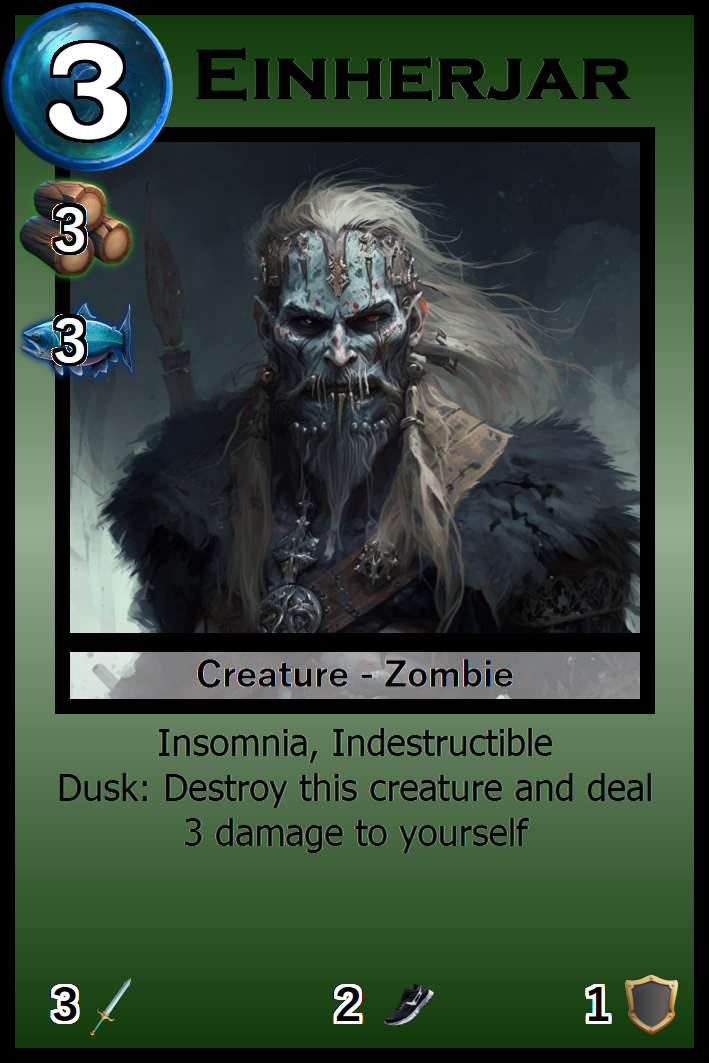 3
Einherjar
3
3
Creature - Zombie
Insomnia, Indestructible
Dusk: Destroy this creature and deal
3 damage to yourself
3 2 1